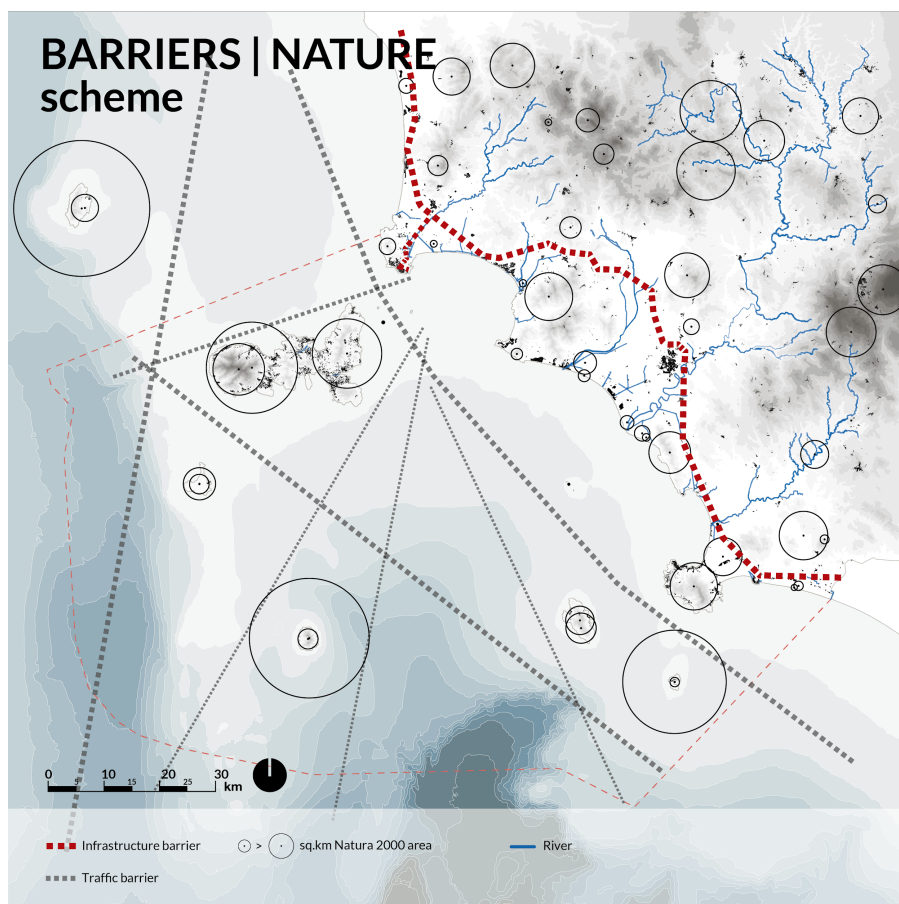 BARRIERS | NATURE
scheme
0 5 10 15 20 25 30
km
Infrastructure barrier
> sq.km Natura 2000 area
River
Traffic barrier